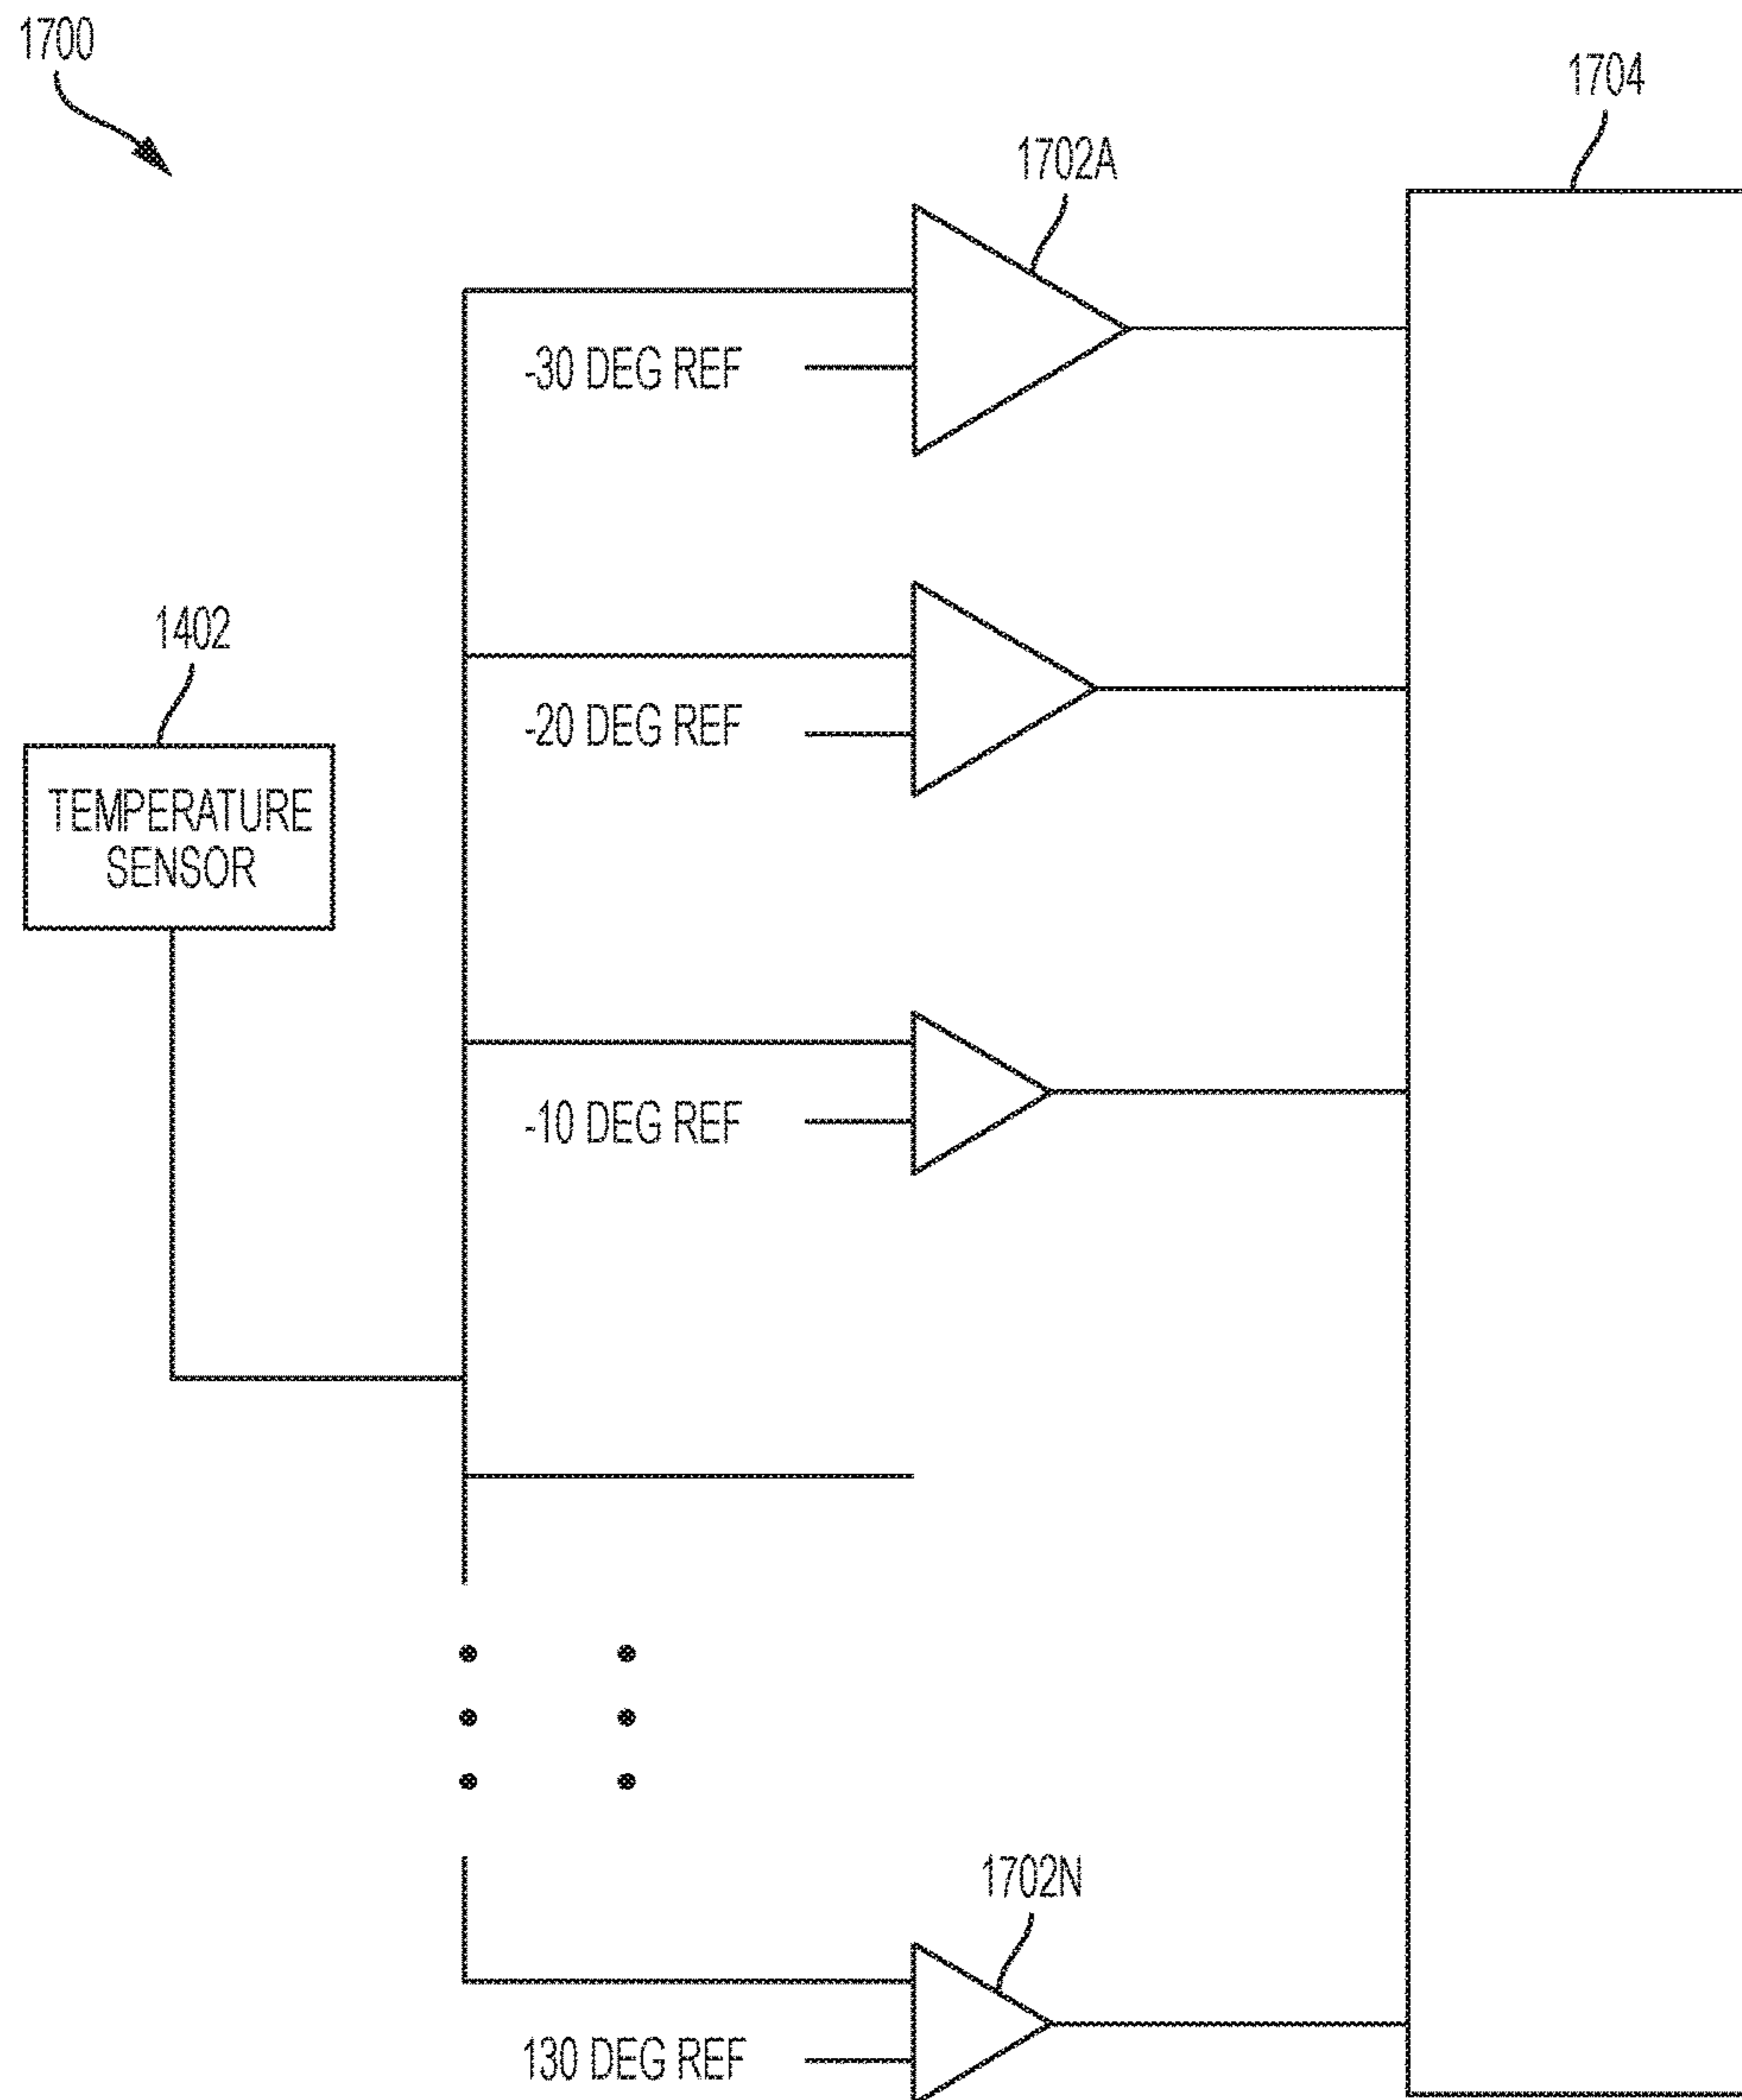 1700
1704
1702A
-30 DEG REF
1402
-20 DEG REF
TEMPERATURE
SENSOR
-10 DEG REF
1702N
130 DEG REF